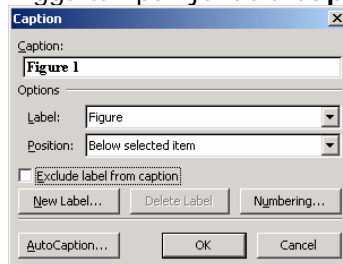 Caption
Caption:
Figure 1
Options
Label: Figure
Position: Below selected item
Exclude label from caption
New Label... Delete Label Numbering...
AutoCaption... OK Cancel